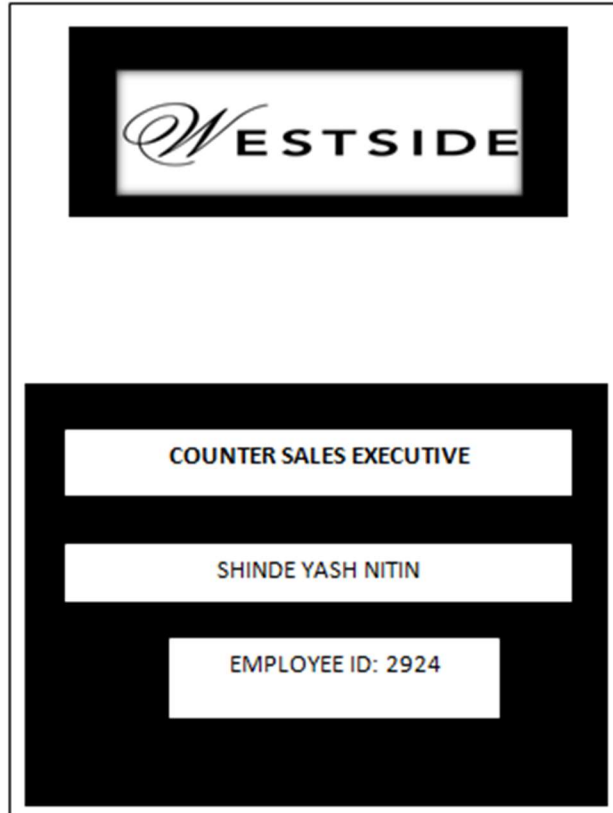 WESTSIDE
COUNTER SALES EXECUTIVE
SHINDE YASH NITIN
EMPLOYEE ID: 2924